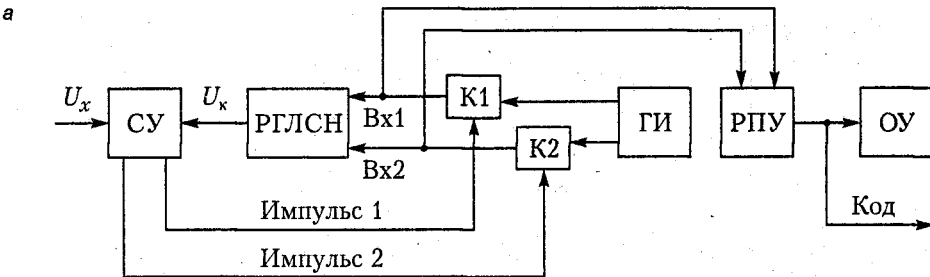 а
U_x
СУ
U_к
РГЛСН
Вх1
Вх2
К1
К2
ГИ
РПУ
ОУ
Код
Импульс 1
Импульс 2